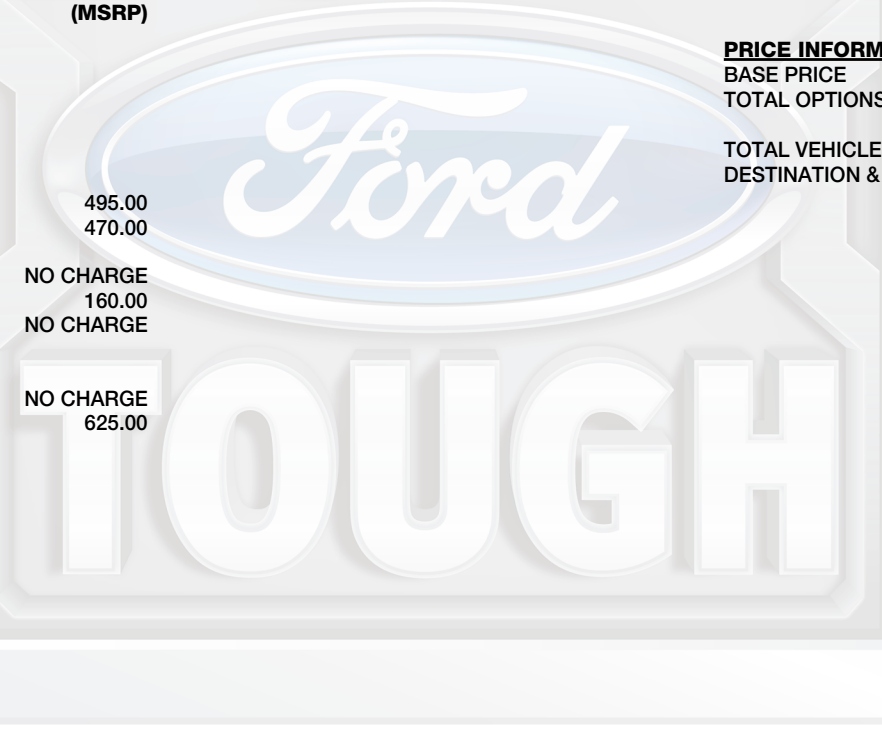 (MSRP)
495.00
470.00
NO CHARGE
160.00
NO CHARGE
NO CHARGE
625.00
PRICE INFORM
BASE PRICE
TOTAL OPTIONS
TOTAL VEHICLE
DESTINATION &
Ford
TOUGH